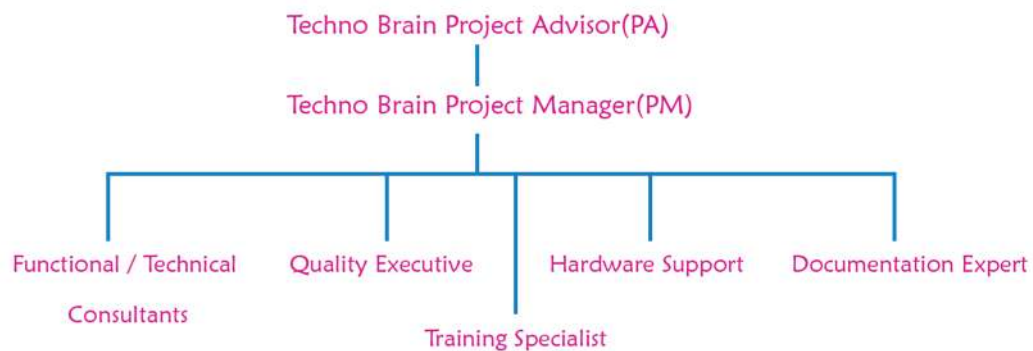 Techno Brain Project Advisor(PA)
Techno Brain Project Manager(PM)
Functional / Technical
Consultants
Quality Executive
Training Specialist
Hardware Support
Documentation Expert